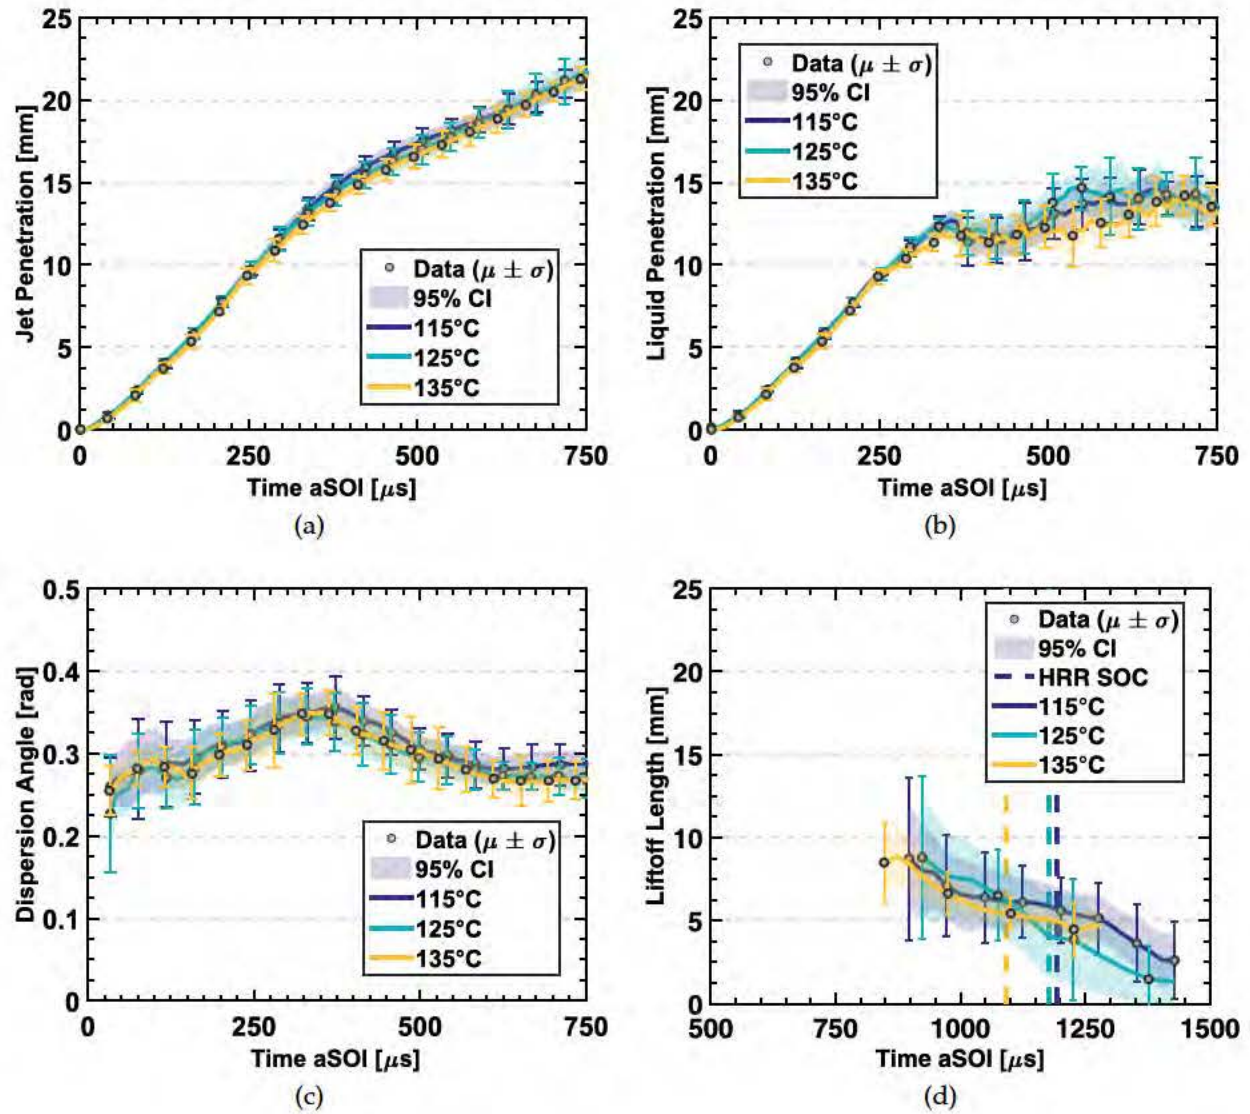 Jet Penetration [mm]
25
20
15
10
5
0
Data (μ ± σ)
95% CI
115°C
125°C
135°C
0
250
500
750
Time aSOI [μs]
(a)
Liquid Penetration [mm]
25
20
15
10
5
0
Data (μ ± σ)
95% CI
115°C
125°C
135°C
0
250
500
750
Time aSOI [μs]
(b)
Dispersion Angle [rad]
0.5
0.4
0.3
0.2
0.1
0
Data (μ ± σ)
95% CI
115°C
125°C
135°C
0
250
500
750
Time aSOI [μs]
(c)
Liftoff Length [mm]
25
20
15
10
5
0
Data (μ ± σ)
95% CI
HRR SOC
115°C
125°C
135°C
500
750
1000
1250
1500
Time aSOI [μs]
(d)